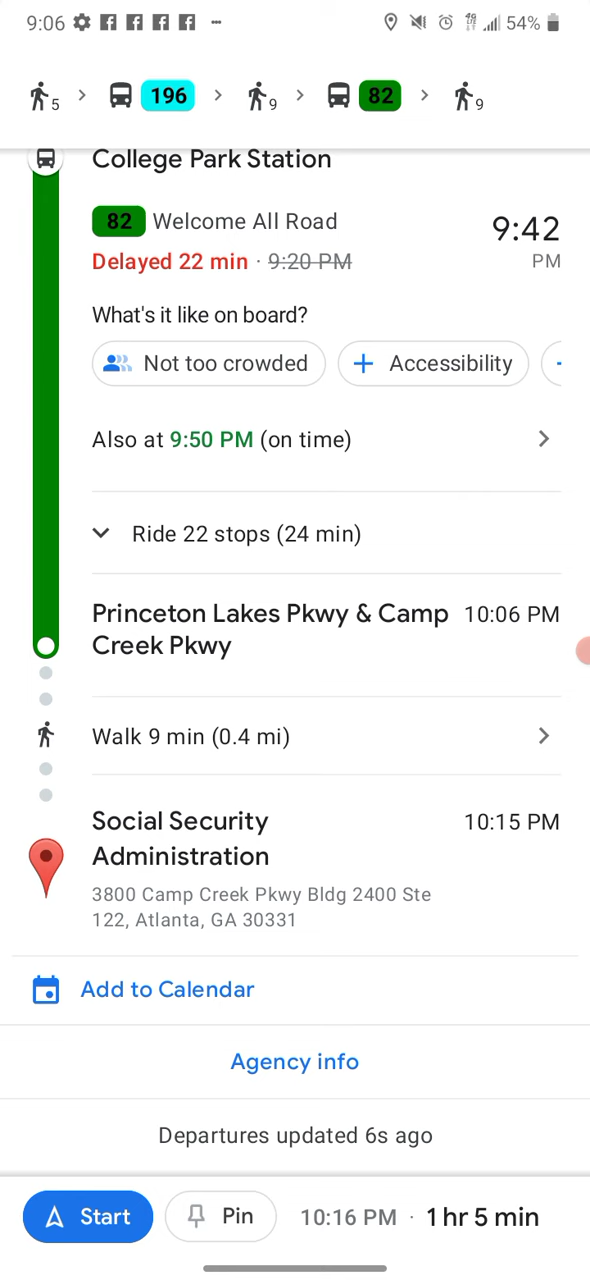 9:06 54%
5 196 9 82 9
College Park Station
82 Welcome All Road 9:42
Delayed 22 min · 9:20 PM PM
What's it like on board?
Not too crowded Accessibility
Also at 9:50 PM (on time)
Ride 22 stops (24 min)
Princeton Lakes Pkwy & Camp 10:06 PM
Creek Pkwy
Walk 9 min (0.4 mi)
Social Security 10:15 PM
Administration
3800 Camp Creek Pkwy Bldg 2400 Ste
122, Atlanta, GA 30331
Add to Calendar
Agency info
Departures updated 6s ago
Start Pin 10:16 PM · 1 hr 5 min